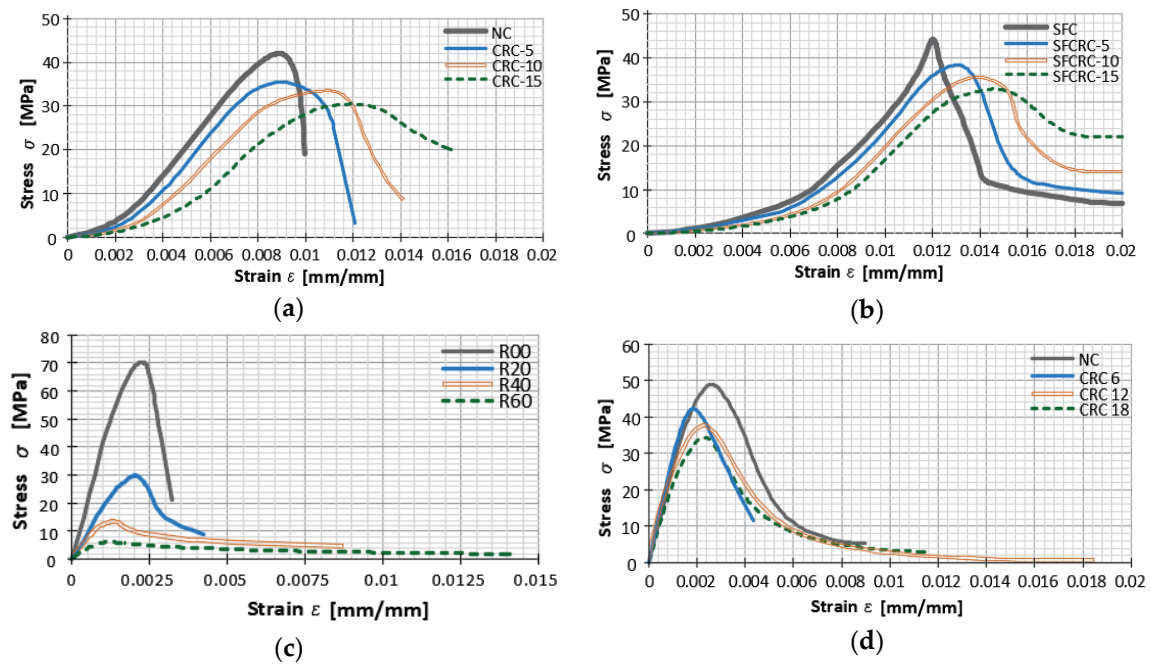 50
40
30
20
10
0
Stress σ [MPa]
NC
CRC-5
CRC-10
CRC-15
0 0.002 0.004 0.006 0.008 0.01 0.012 0.014 0.016 0.018 0.02
Strain ε [mm/mm]
(a)
50
40
30
20
10
0
Stress σ [MPa]
SFC
SFCRC-5
SFCRC-10
SFCRC-15
0 0.002 0.004 0.006 0.008 0.01 0.012 0.014 0.016 0.018 0.02
Strain ε [mm/mm]
(b)
80
70
60
50
40
30
20
10
0
Stress σ [MPa]
R00
R20
R40
R60
0 0.0025 0.005 0.0075 0.01 0.0125 0.015
Strain ε [mm/mm]
(c)
60
50
40
30
20
10
0
Stress σ [MPa]
NC
CRC 6
CRC 12
CRC 18
0 0.002 0.004 0.006 0.008 0.01 0.012 0.014 0.016 0.018 0.02
Strain ε [mm/mm]
(d)